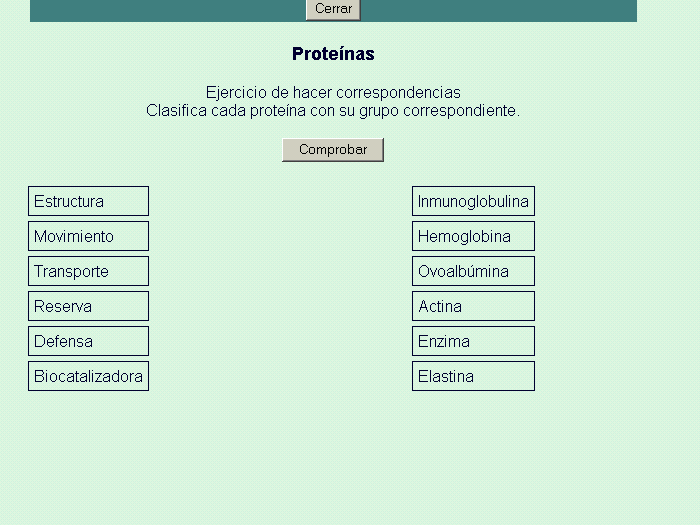 Cerrar
Proteínas
Ejercicio de hacer correspondencias
Clasifica cada proteína con su grupo correspondiente.
Comprobar
Estructura
Inmunoglobulina
Movimiento
Hemoglobina
Transporte
Ovoalbúmina
Reserva
Actina
Defensa
Enzima
Biocatalizadora
Elastina